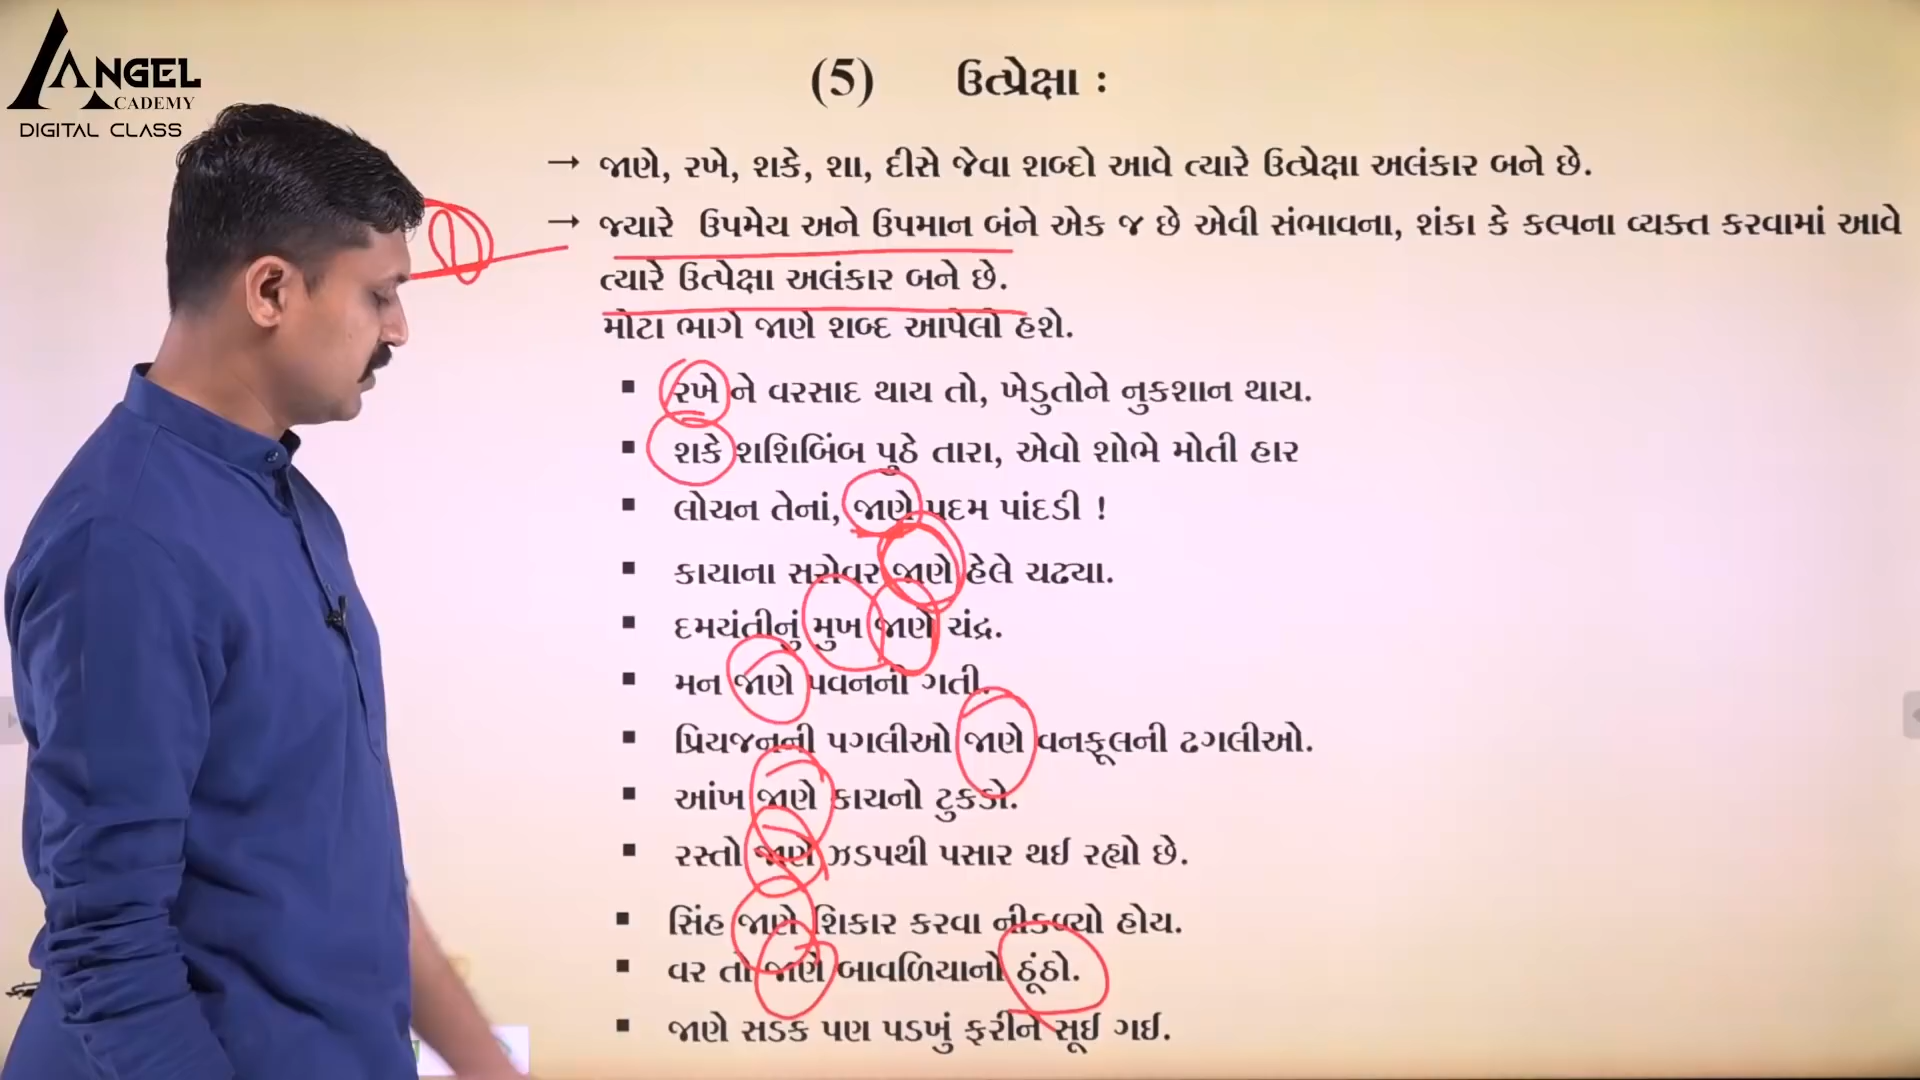 ANGEL
ACADEMY
DIGITAL CLASS
(5) ઉત્પ્રેક્ષા :
→ જાણે, રખે, શકે, શા, દીસે જેવા શબ્દો આવે ત્યારે ઉત્પ્રેક્ષા અલંકાર બને છે.
→ જ્યારે ઉપમેય અને ઉપમાન બંને એક જ છે એવી સંભાવના, શંકા કે કલ્પના વ્યક્ત કરવામાં આવે
ત્યારે ઉત્પેક્ષા અલંકાર બને છે.
મોટા ભાગે જાણે શબ્દ આપેલો હશે.
▪ રખે ને વરસાદ થાય તો, ખેડુતોને નુકશાન થાય.
▪ શકે શશિબિંબ પુઠે તારા, એવો શોભે મોતી હાર
▪ લોચન તેનાં, જાણે પદમ પાંદડી !
▪ કાયાના સરોવર જાણે હેલે ચઢ્યા.
▪ દમયંતીનું મુખ જાણે ચંદ્ર.
▪ મન જાણે પવનની ગતી.
▪ પ્રિયજનની પગલીઓ જાણે વનફૂલની ઢગલીઓ.
▪ આંખ જાણે કાચનો ટુકડો.
▪ રસ્તો જાણે ઝડપથી પસાર થઈ રહ્યો છે.
▪ સિંહ જાણે શિકાર કરવા નીકળ્યો હોય.
▪ વર તો જાણે બાવળિયાનો ઠૂંઠો.
▪ જાણે સડક પણ પડખું ફરીને સૂઈ ગઈ.